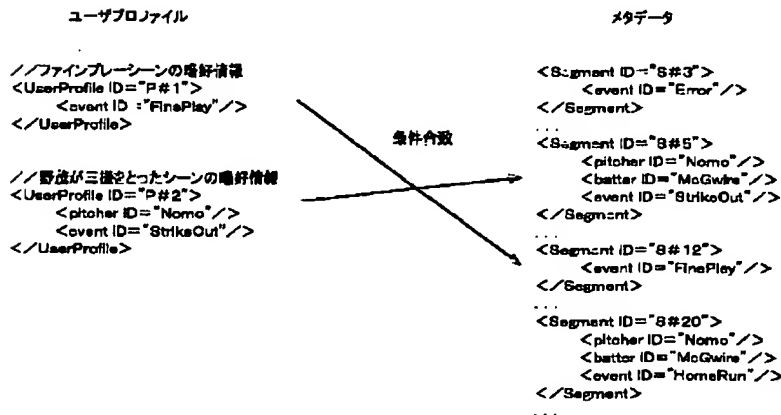 ユーザプロファイル
//ファインプレーシーンの嗜好情報
<UserProfile ID="P#1">
<event ID="FinePlay"/>
</UserProfile>
//野茂が三振をとったシーンの嗜好情報
<UserProfile ID="P#2">
<pitcher ID="Nomo"/>
<event ID="StrikeOut"/>
</UserProfile>
条件合致
メタデータ
<Segment ID="S#3">
<event ID="Error"/>
</Segment>
...
<Segment ID="S#5">
<pitcher ID="Nomo"/>
<batter ID="McGwire"/>
<event ID="StrikeOut"/>
</Segment>
...
<Segment ID="S#12">
<event ID="FinePlay"/>
</Segment>
...
<Segment ID="S#20">
<pitcher ID="Nomo"/>
<batter ID="McGwire"/>
<event ID="HomeRun"/>
</Segment>
...